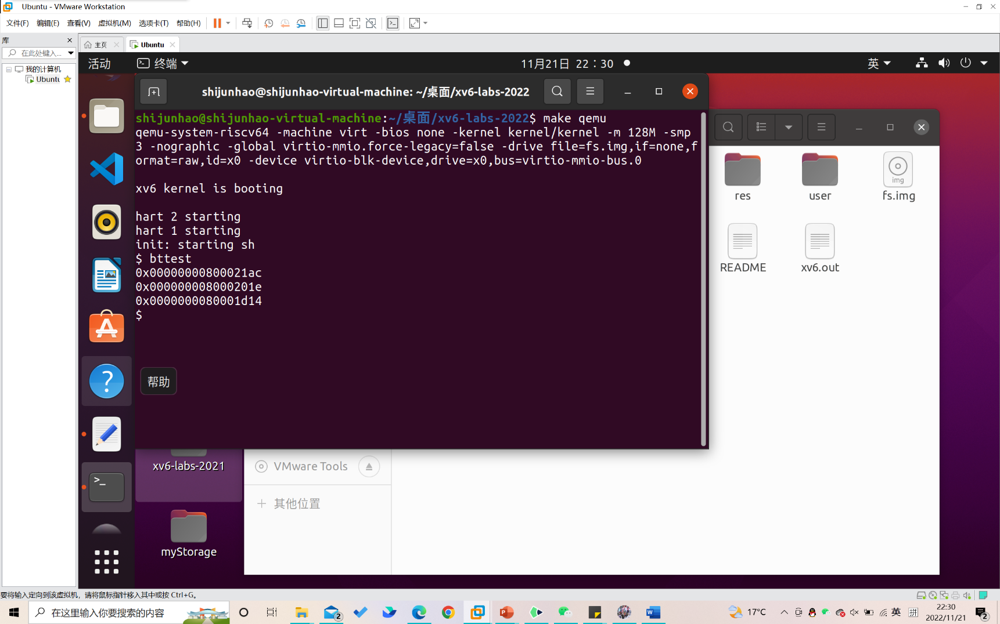 Ubuntu - VMware Workstation
文件(F) 编辑(E) 查看(V) 虚拟机(M) 选项卡(T) 帮助(H)
库
主页
Ubuntu
在此处键入...
我的计算机
Ubuntu
活动
终端
11月21日 22：30
英
shijunhao@shijunhao-virtual-machine: ~/桌面/xv6-labs-2022
shijunhao@shijunhao-virtual-machine:~/桌面/xv6-labs-2022$ make qemu
qemu-system-riscv64 -machine virt -bios none -kernel kernel/kernel -m 128M -smp
3 -nographic -global virtio-mmio.force-legacy=false -drive file=fs.img,if=none,f
ormat=raw,id=x0 -device virtio-blk-device,drive=x0,bus=virtio-mmio-bus.0
xv6 kernel is booting
hart 2 starting
hart 1 starting
init: starting sh
$ bttest
0x00000000800021ac
0x000000008000201e
0x0000000080001d14
$
帮助
res
user
img
fs.img
README
xv6.out
xv6-labs-2021
VMware Tools
其他位置
myStorage
要将输入定向到该虚拟机，请将鼠标指针移入其中或按 Ctrl+G。
在这里输入你要搜索的内容
2
17°C
英
拼
22:30
2022/11/21
2